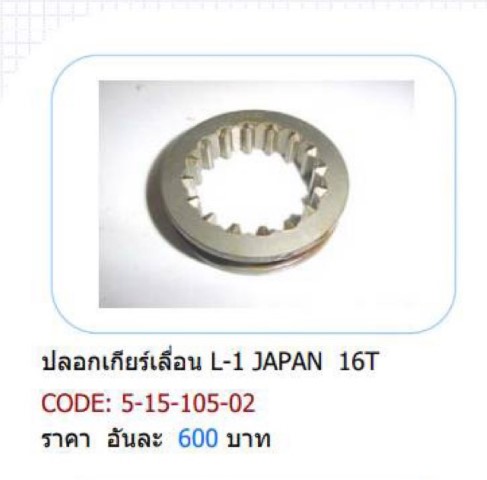 ปลอกเกียร์เลื่อน L-1 JAPAN 16T
CODE: 5-15-105-02
ราคา อันละ 600 บาท